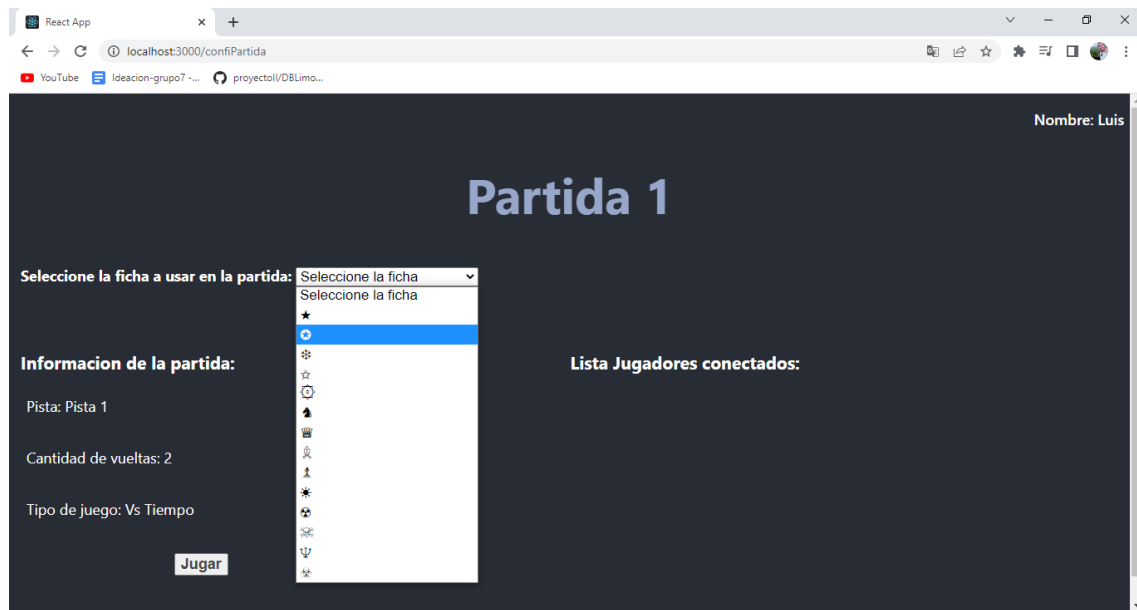 React App
localhost:3000/confiPartida
YouTube Ideacion-grupo7 -... proyectoII/DBLimo...
Nombre: Luis
Partida 1
Seleccione la ficha a usar en la partida: Seleccione la ficha
Seleccione la ficha
★
✪
❇
☆
۞
♞
♛
♗
♝
☀
☢
☠
♆
☣
Informacion de la partida:
Lista Jugadores conectados:
Pista: Pista 1
Cantidad de vueltas: 2
Tipo de juego: Vs Tiempo
Jugar